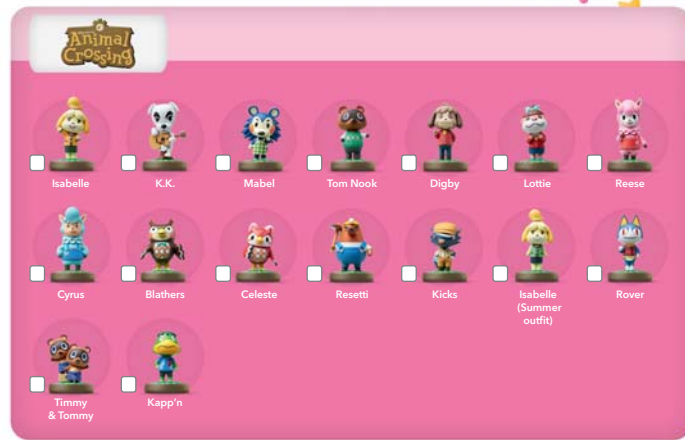 Animal
Crossing
Isabelle
K.K.
Mabel
Tom Nook
Digby
Lottie
Reese
Cyrus
Blathers
Celeste
Resetti
Kicks
Isabelle
(Summer
outfit)
Rover
Timmy
& Tommy
Kapp'n